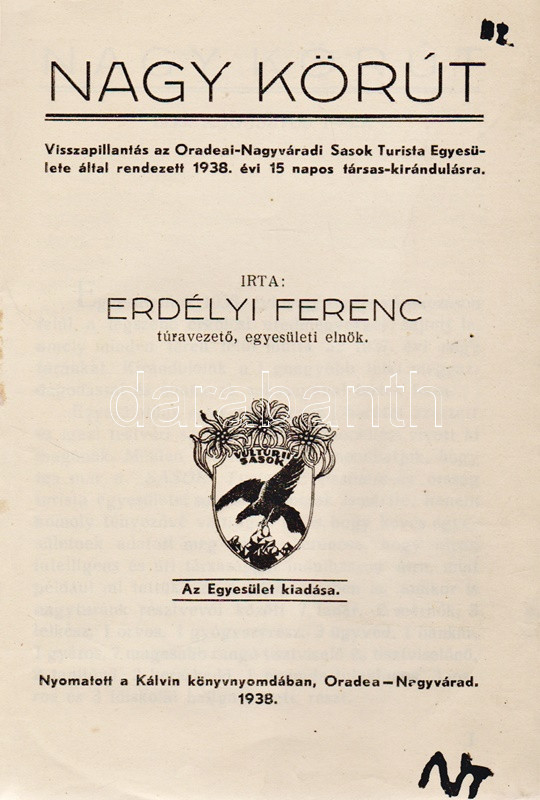 NAGY KÖRÚT
Visszapillantás az Oradeai-Nagyváradi Sasok Turista Egyesü-
lete által rendezett 1938. évi 15 napos társas-kirándulásra.
IRTA:
ERDÉLYI FERENC
túravezető, egyesületi elnök.
darabanth
VULTURII
SASOK
Az Egyesület kiadása.
Nyomatott a Kálvin könyvnyomdában, Oradea—Nagyvárad.
1938.